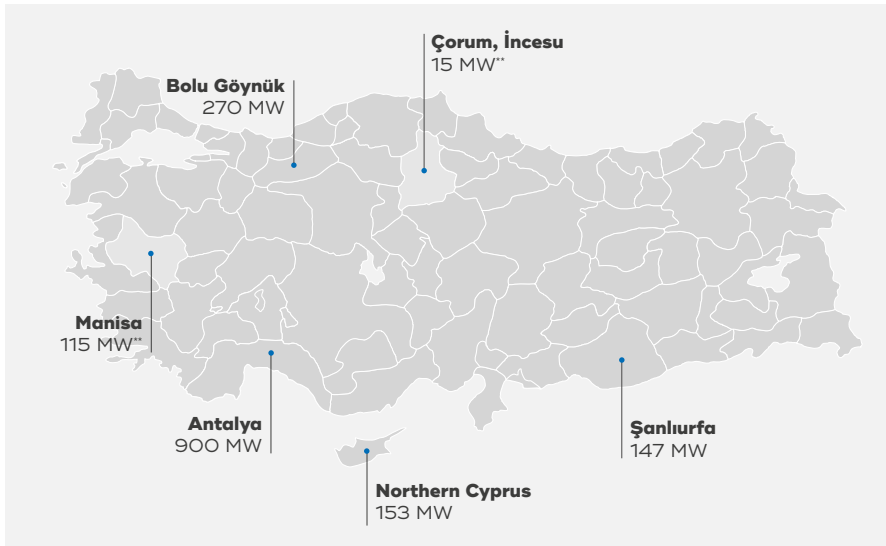 Çorum, İncesu
15 MW**
Bolu Göynük
270 MW
Manisa
115 MW**
Antalya
900 MW
Şanlıurfa
147 MW
Northern Cyprus
153 MW